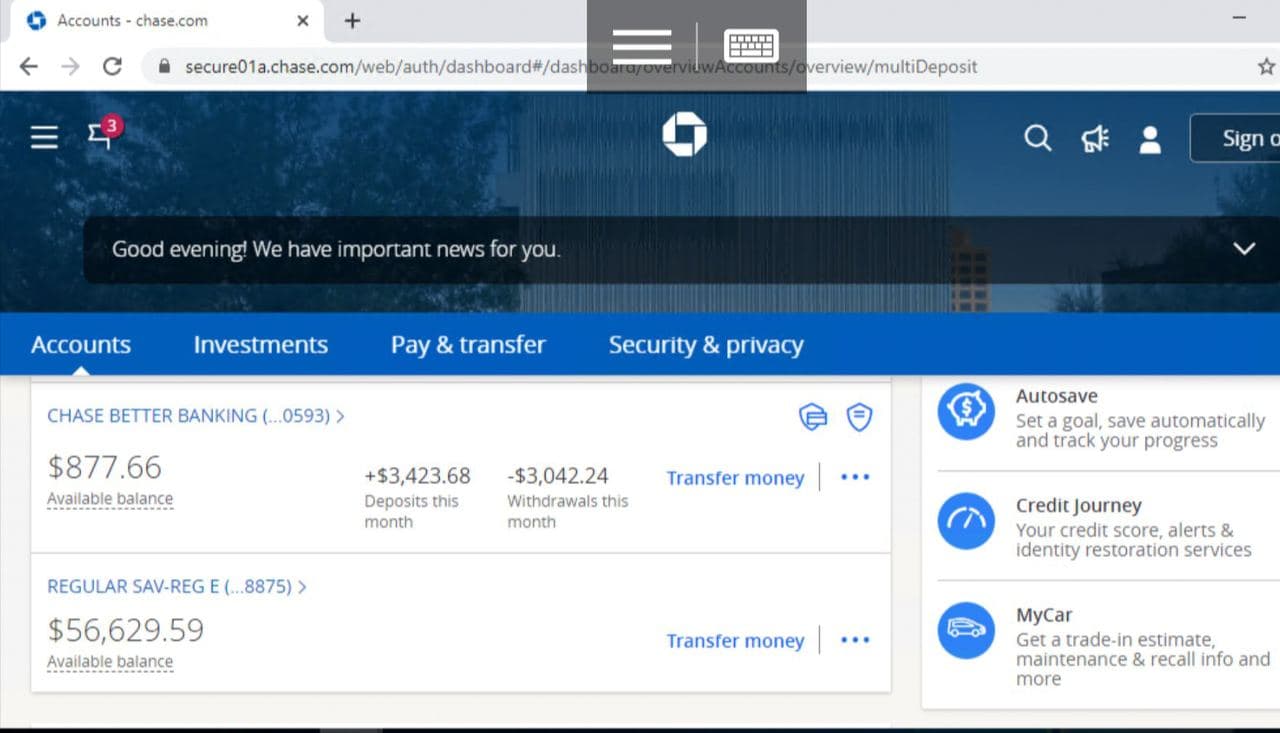 Accounts - chase.com
secure01a.chase.com/web/auth/dashboard#/dashboard/overviewAccounts/overview/multiDeposit
3
Sign o
Good evening! We have important news for you.
Accounts
Investments
Pay & transfer
Security & privacy
CHASE BETTER BANKING (...0593)
$877.66
Available balance
+$3,423.68
Deposits this
month
-$3,042.24
Withdrawals this
month
Transfer money
REGULAR SAV-REG E (...8875)
$56,629.59
Available balance
Transfer money
Autosave
Set a goal, save automatically
and track your progress
Credit Journey
Your credit score, alerts &
identity restoration services
MyCar
Get a trade-in estimate,
maintenance & recall info and
more